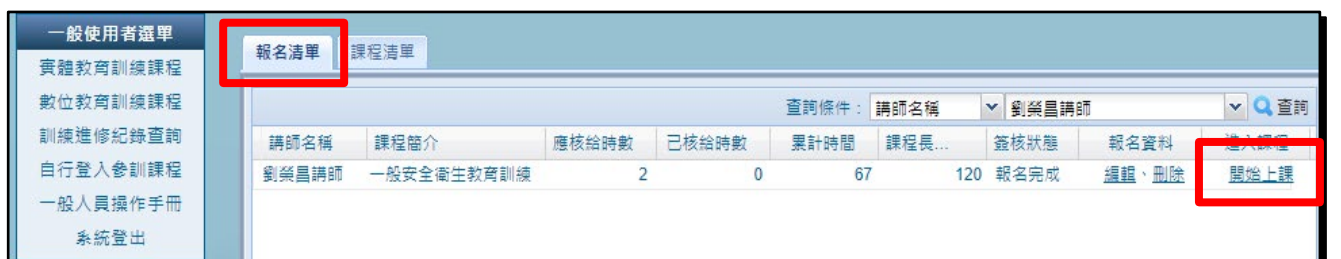 一般使用者選單
實體教育訓練課程
數位教育訓練課程
訓練進修紀錄查詢
自行登入參訓課程
一般人員操作手冊
系統登出
報名清單 課程清單
查詢條件： 講師名稱 劉榮昌講師 查詢
講師名稱 課程簡介 應核給時數 已核給時數 累計時間 課程長... 簽核狀態 報名資料 進入課程
劉榮昌講師 一般安全衛生教育訓練 2 0 67 120 報名完成 編輯、刪除 開始上課